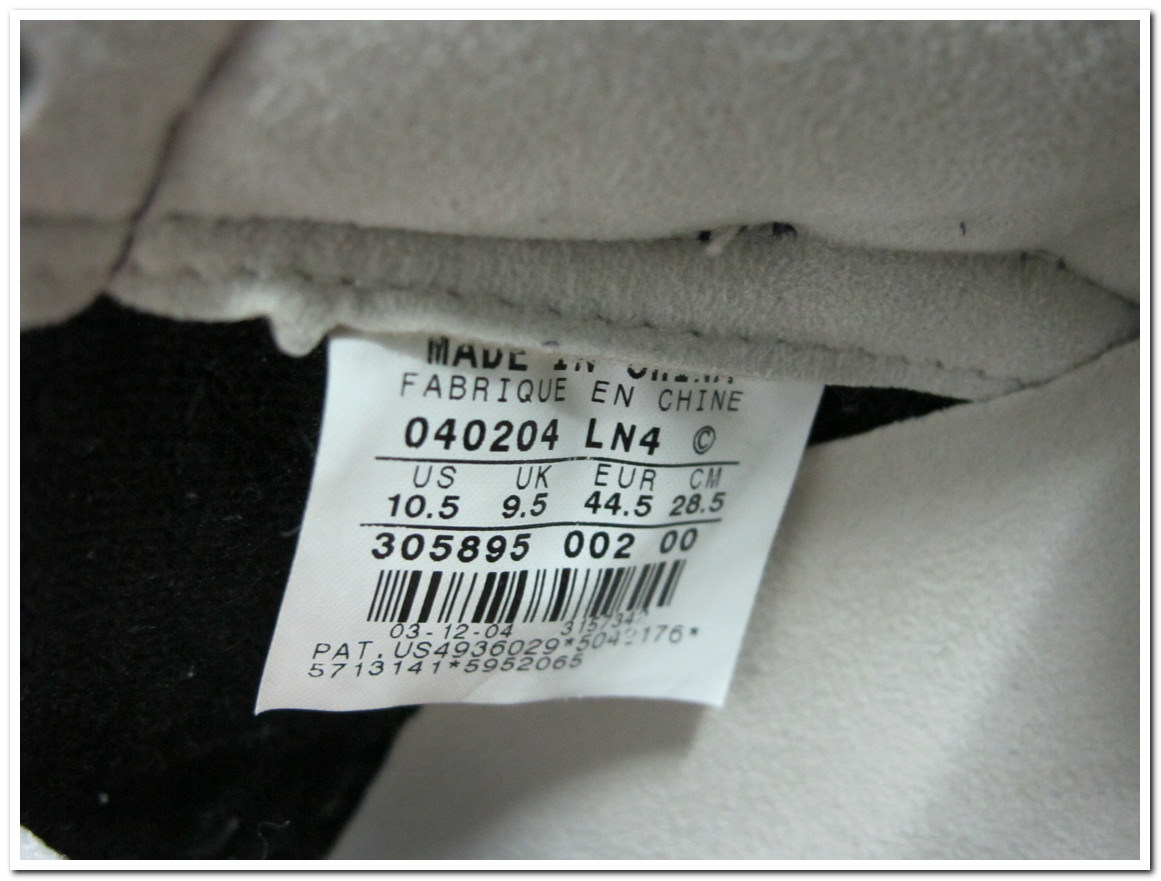 MADE IN CHINA
FABRIQUE EN CHINE
040204 LN4 ©
US UK EUR CM
10.5 9.5 44.5 28.5
305895 002 00
03-12-04
PAT.US4936029*5042176*
5713141*5952065